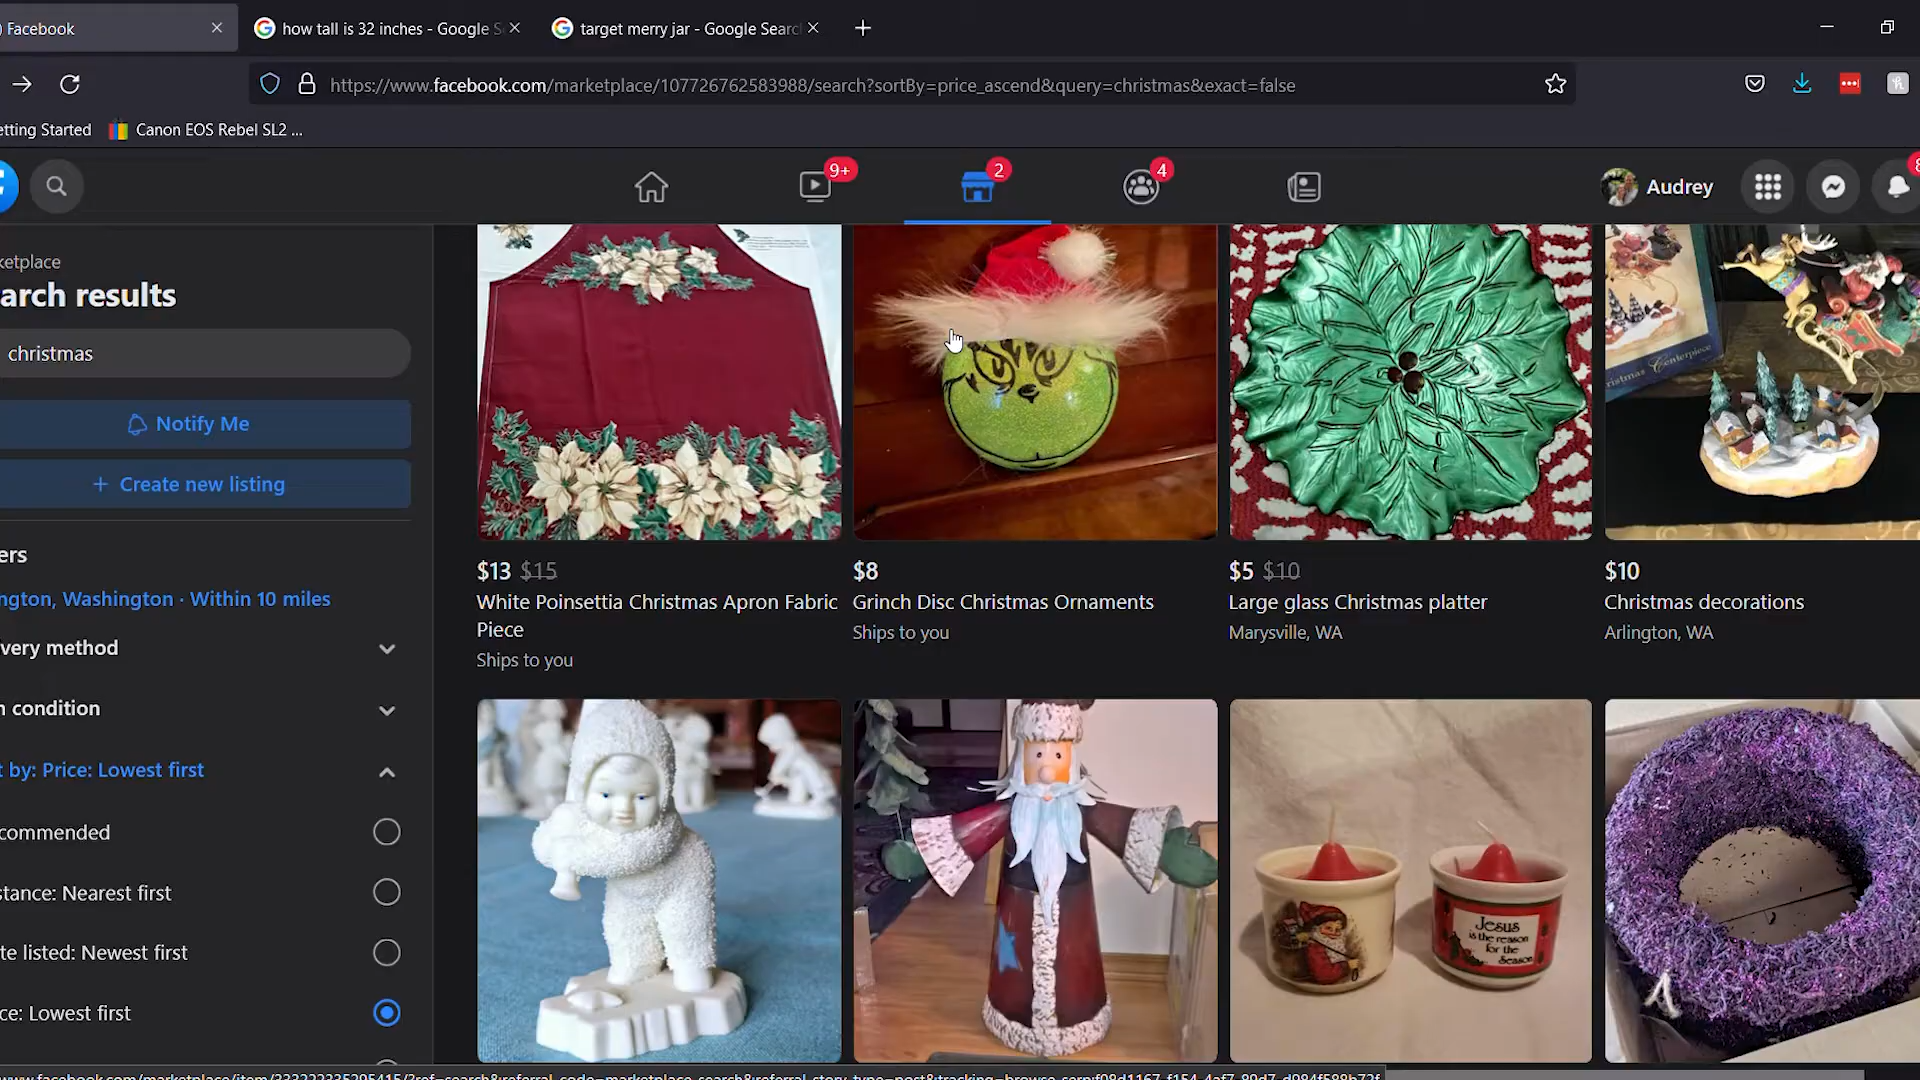 Facebook
how tall is 32 inches - Google S
target merry jar - Google Searc
https://www.facebook.com/marketplace/107726762583988/search?sortBy=price_ascend&query=christmas&exact=false
etting Started
Canon EOS Rebel SL2 ...
9+
2
4
Audrey
8
ketplace
arch results
christmas
Notify Me
+ Create new listing
ers
ngton, Washington · Within 10 miles
very method
n condition
t by: Price: Lowest first
commended
stance: Nearest first
te listed: Newest first
ce: Lowest first
$13 $15
White Poinsettia Christmas Apron Fabric
Piece
Ships to you
$8
Grinch Disc Christmas Ornaments
Ships to you
$5 $10
Large glass Christmas platter
Marysville, WA
ristmas Centerpiece
$10
Christmas decorations
Arlington, WA
Jesus
is the reason
for the
Season